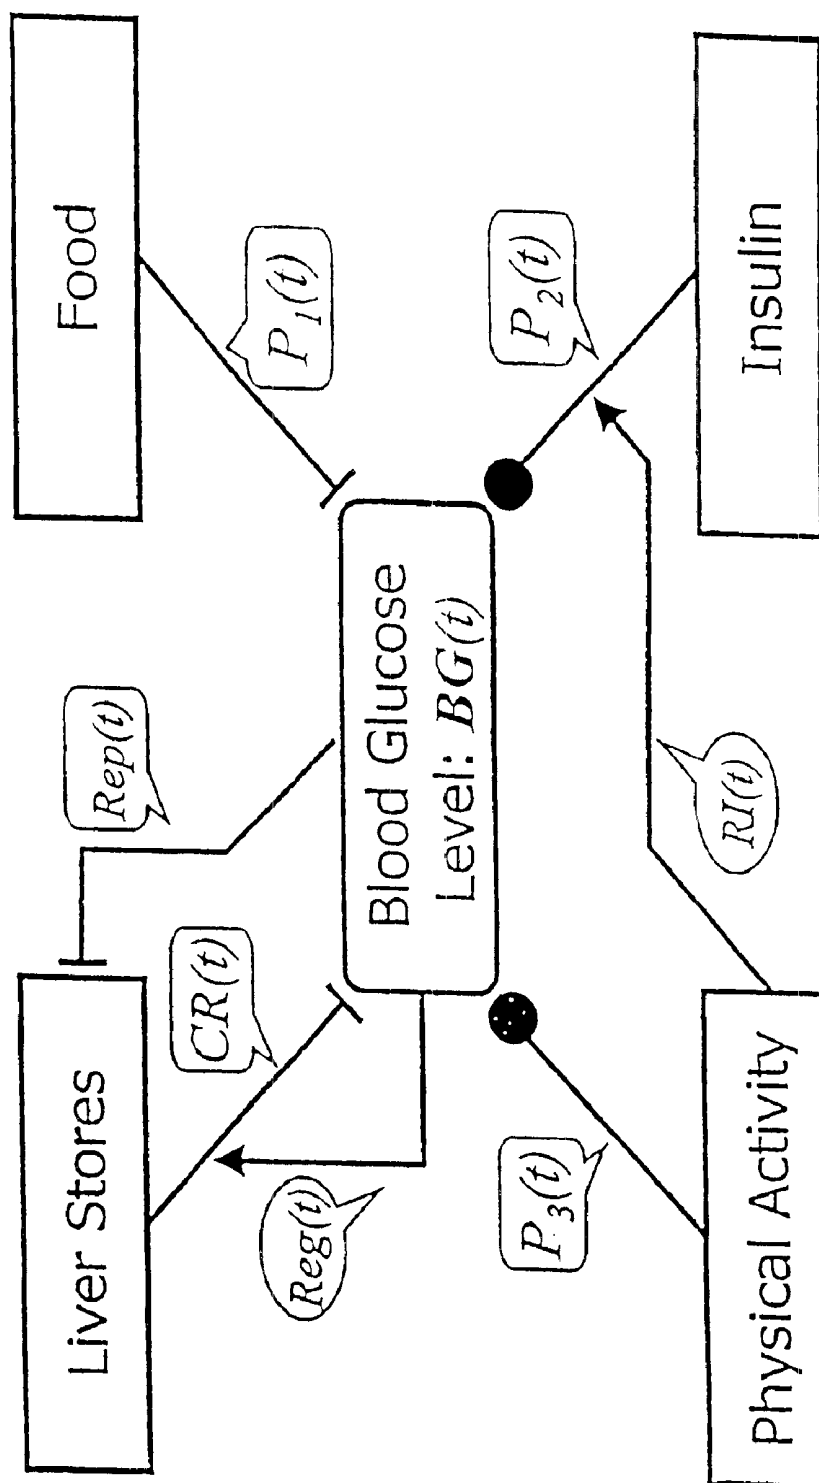 Liver Stores
Food
Rep(t)
CR(t)
P1(t)
Reg(t)
Blood Glucose
Level: BG(t)
P3(t)
P2(t)
RI(t)
Physical Activity
Insulin